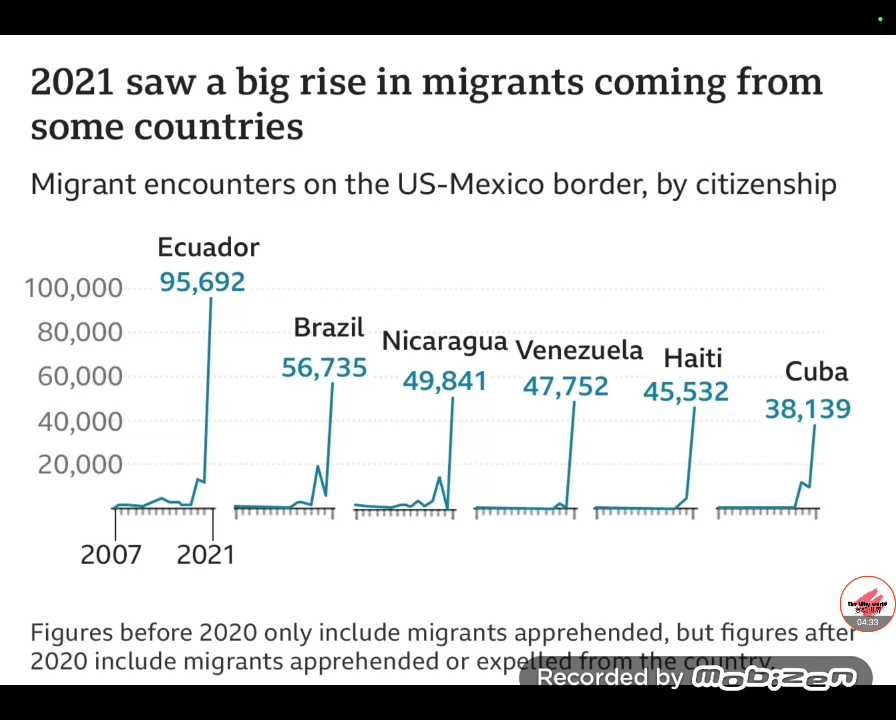 2021 saw a big rise in migrants coming from
some countries
Migrant encounters on the US-Mexico border, by citizenship
Ecuador
95,692
Brazil
56,735
Nicaragua
49,841
Venezuela
47,752
Haiti
45,532
Cuba
38,139
100,000
80,000
60,000
40,000
20,000
2007
2021
Figures before 2020 only include migrants apprehended, but figures after
2020 include migrants apprehended or expelled from the country.
04:33
Recorded by mobizen